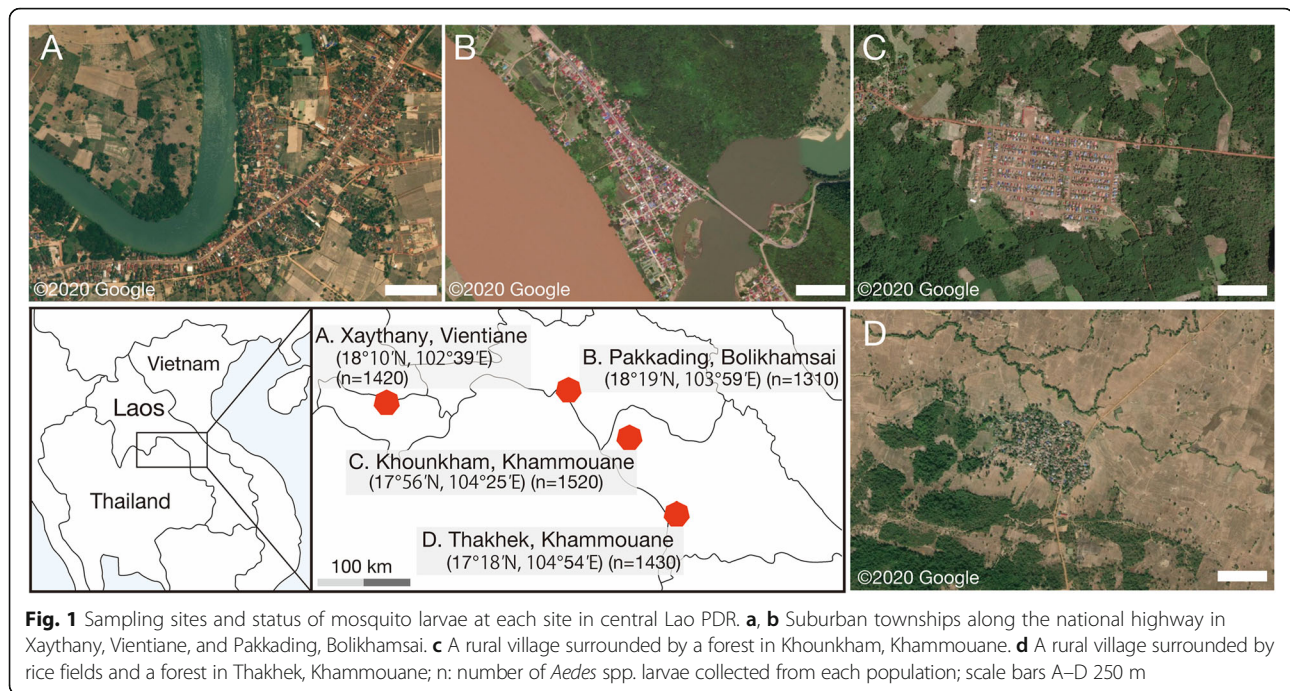 A
B
C
©2020 Google
©2020 Google
©2020 Google
Vietnam
Laos
Thailand
A. Xaythany, Vientiane
(18°10′N, 102°39′E)
(n=1420)
B. Pakkading, Bolikhamsai
(18°19′N, 103°59′E) (n=1310)
C. Khounkham, Khammouane
(17°56′N, 104°25′E) (n=1520)
D. Thakhek, Khammouane
(17°18′N, 104°54′E) (n=1430)
100 km
D
©2020 Google
Fig. 1 Sampling sites and status of mosquito larvae at each site in central Lao PDR. a, b Suburban townships along the national highway in
Xaythany, Vientiane, and Pakkading, Bolikhamsai. c A rural village surrounded by a forest in Khounkham, Khammouane. d A rural village surrounded by
rice fields and a forest in Thakhek, Khammouane; n: number of Aedes spp. larvae collected from each population; scale bars A–D 250 m